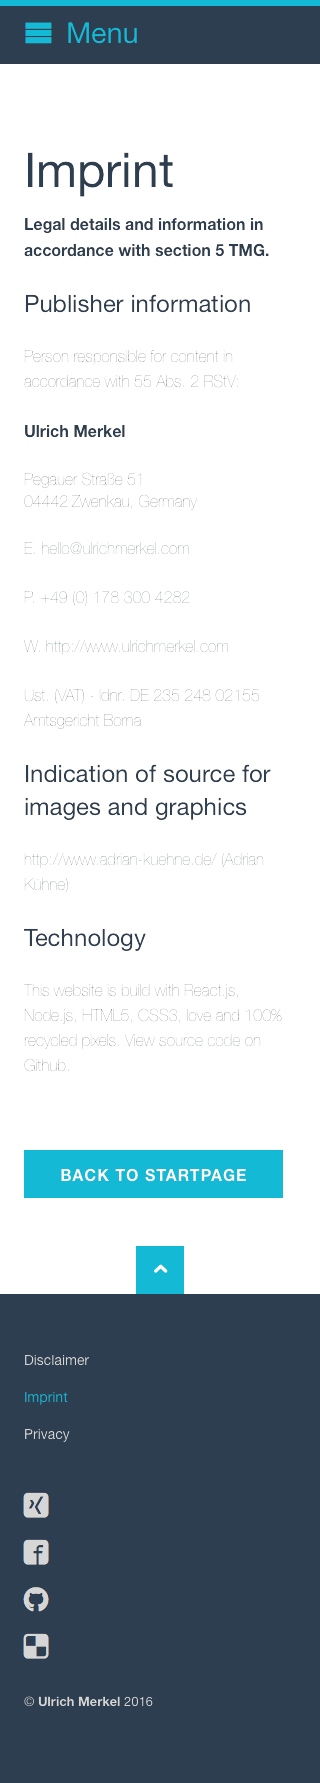 Menu
Imprint
Legal details and information in
accordance with section 5 TMG.
Publisher information
Person responsible for content in
accordance with 55 Abs. 2 RStV:
Ulrich Merkel
Pegauer Straße 51
04442 Zwenkau, Germany
E. hello@ulrichmerkel.com
P. +49 (0) 178 300 4282
W. http://www.ulrichmerkel.com
Ust. (VAT) - Idnr. DE 235 248 02155
Amtsgericht Borna
Indication of source for
images and graphics
http://www.adrian-kuehne.de/ (Adrian
Kühne)
Technology
This website is build with React.js,
Node.js, HTML5, CSS3, love and 100%
recycled pixels. View source code on
Github.
BACK TO STARTPAGE
Disclaimer
Imprint
Privacy
© Ulrich Merkel 2016